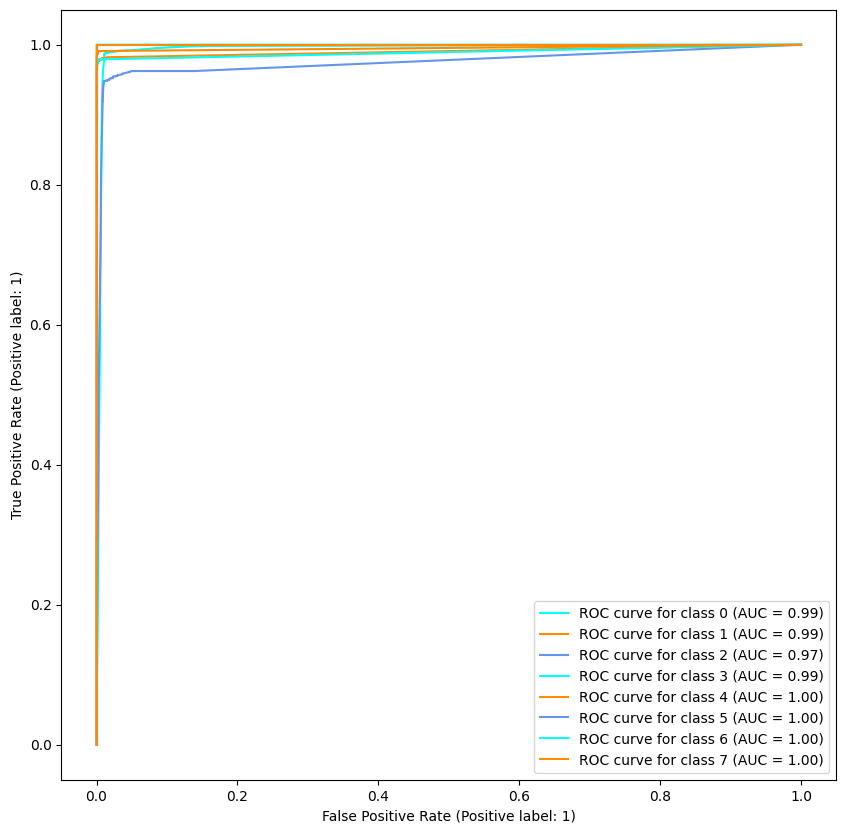 1.0
0.8
0.6
0.4
0.2
0.0
True Positive Rate (Positive label: 1)
ROC curve for class 0 (AUC = 0.99)
ROC curve for class 1 (AUC = 0.99)
ROC curve for class 2 (AUC = 0.97)
ROC curve for class 3 (AUC = 0.99)
ROC curve for class 4 (AUC = 1.00)
ROC curve for class 5 (AUC = 1.00)
ROC curve for class 6 (AUC = 1.00)
ROC curve for class 7 (AUC = 1.00)
0.0 0.2 0.4 0.6 0.8 1.0
False Positive Rate (Positive label: 1)